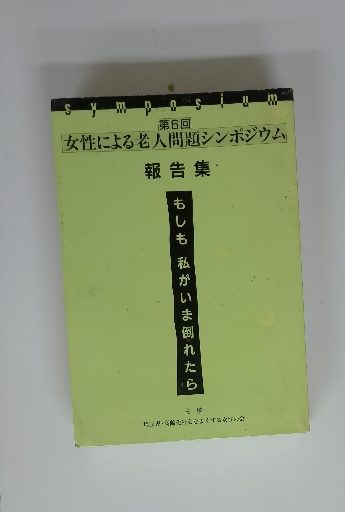 symposium
第6回
女性による老人問題シンポジウム
報告集
もしも 私がいま倒れたら